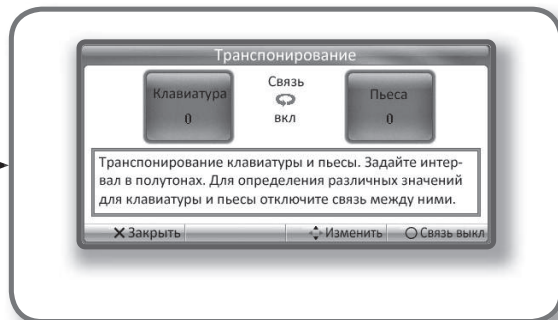 Транспонирование
Клавиатура
0
Связь
вкл
Пьеса
0
Транспонирование клавиатуры и пьесы. Задайте интер-
вал в полутонах. Для определения различных значений
для клавиатуры и пьесы отключите связь между ними.
Закрыть Изменить Связь выкл